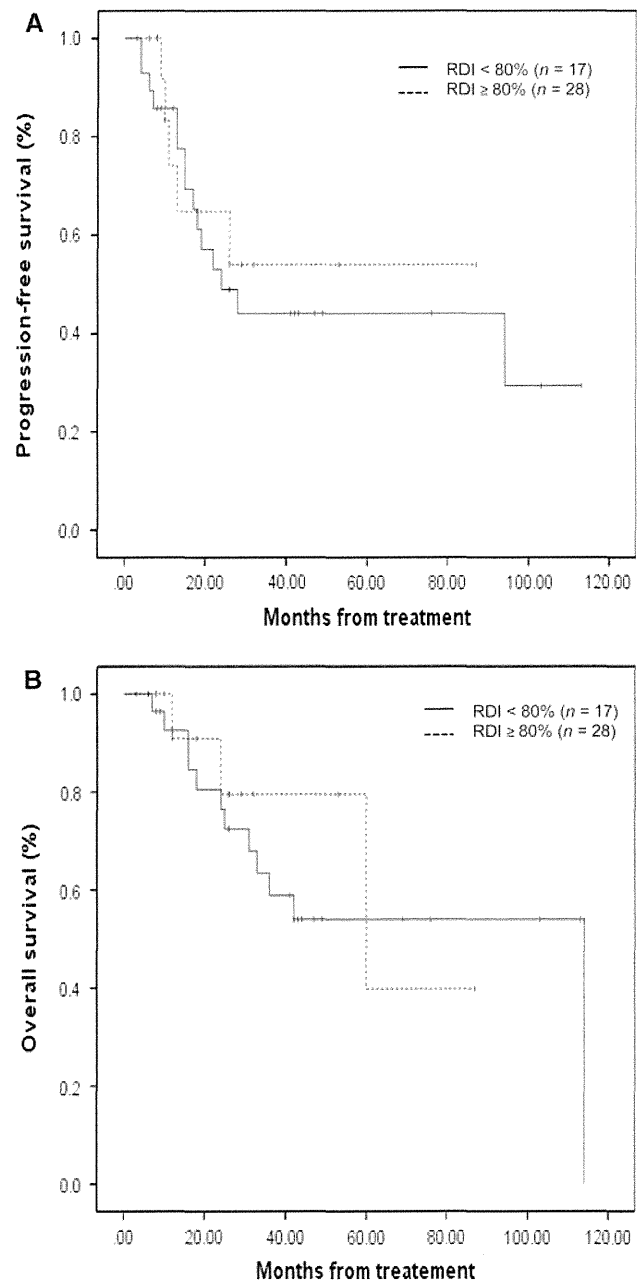 A
RDI < 80% (n = 17)
RDI ≥ 80% (n = 28)
Progression-free survival (%)
1.0
0.8
0.6
0.4
0.2
0.0
.00 20.00 40.00 60.00 80.00 100.00 120.00
Months from treatment
B
RDI < 80% (n = 17)
RDI ≥ 80% (n = 28)
Overall survival (%)
1.0
0.8
0.6
0.4
0.2
0.0
.00 20.00 40.00 60.00 80.00 100.00 120.00
Months from treatement